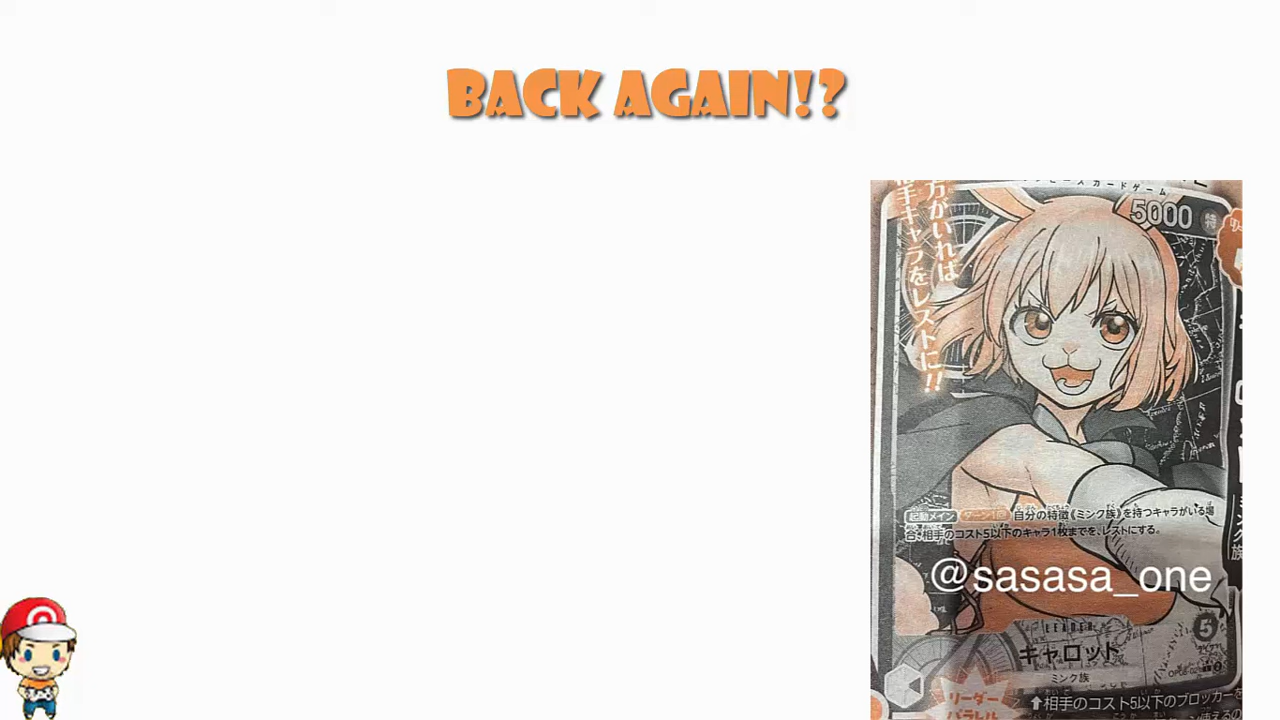 BACK AGAIN!?
5000
特
方がいれば
相手キャラをレストに!!
起動メイン ターン1回 自分の特徴《ミンク族》を持つキャラがいる場
合、相手のコスト5以下のキャラ1枚までを、レストにする。
@sasasa_one
LEADER
5
キャロット
ミンク族
リーダー
パラレル
⬆相手のコスト5以下のブロッカーを